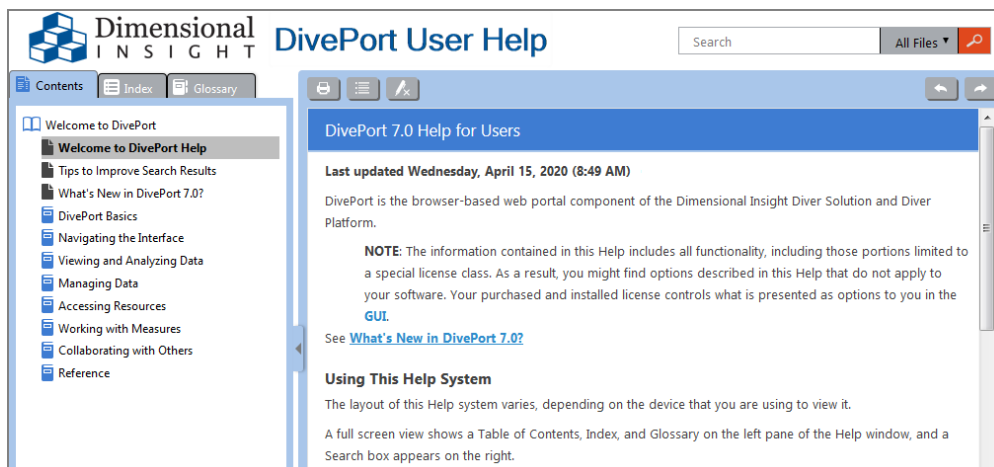 Dimensional
INSIGHT
DivePort User Help
Search
All Files
Contents
Index
Glossary
Welcome to DivePort
Welcome to DivePort Help
Tips to Improve Search Results
What's New in DivePort 7.0?
DivePort Basics
Navigating the Interface
Viewing and Analyzing Data
Managing Data
Accessing Resources
Working with Measures
Collaborating with Others
Reference
DivePort 7.0 Help for Users
Last updated Wednesday, April 15, 2020 (8:49 AM)
DivePort is the browser-based web portal component of the Dimensional Insight Diver Solution and Diver
Platform.
NOTE: The information contained in this Help includes all functionality, including those portions limited to
a special license class. As a result, you might find options described in this Help that do not apply to
your software. Your purchased and installed license controls what is presented as options to you in the
GUI.
See What's New in DivePort 7.0?
Using This Help System
The layout of this Help system varies, depending on the device that you are using to view it.
A full screen view shows a Table of Contents, Index, and Glossary on the left pane of the Help window, and a
Search box appears on the right.